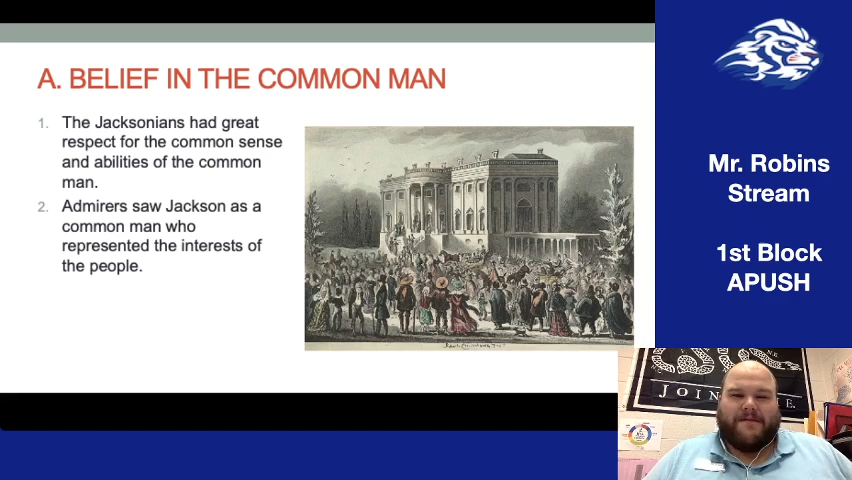 A. BELIEF IN THE COMMON MAN
1. The Jacksonians had great
respect for the common sense
and abilities of the common
man.
2. Admirers saw Jackson as a
common man who
represented the interests of
the people.
Mr. Robins
Stream
1st Block
APUSH
JOIN
E.